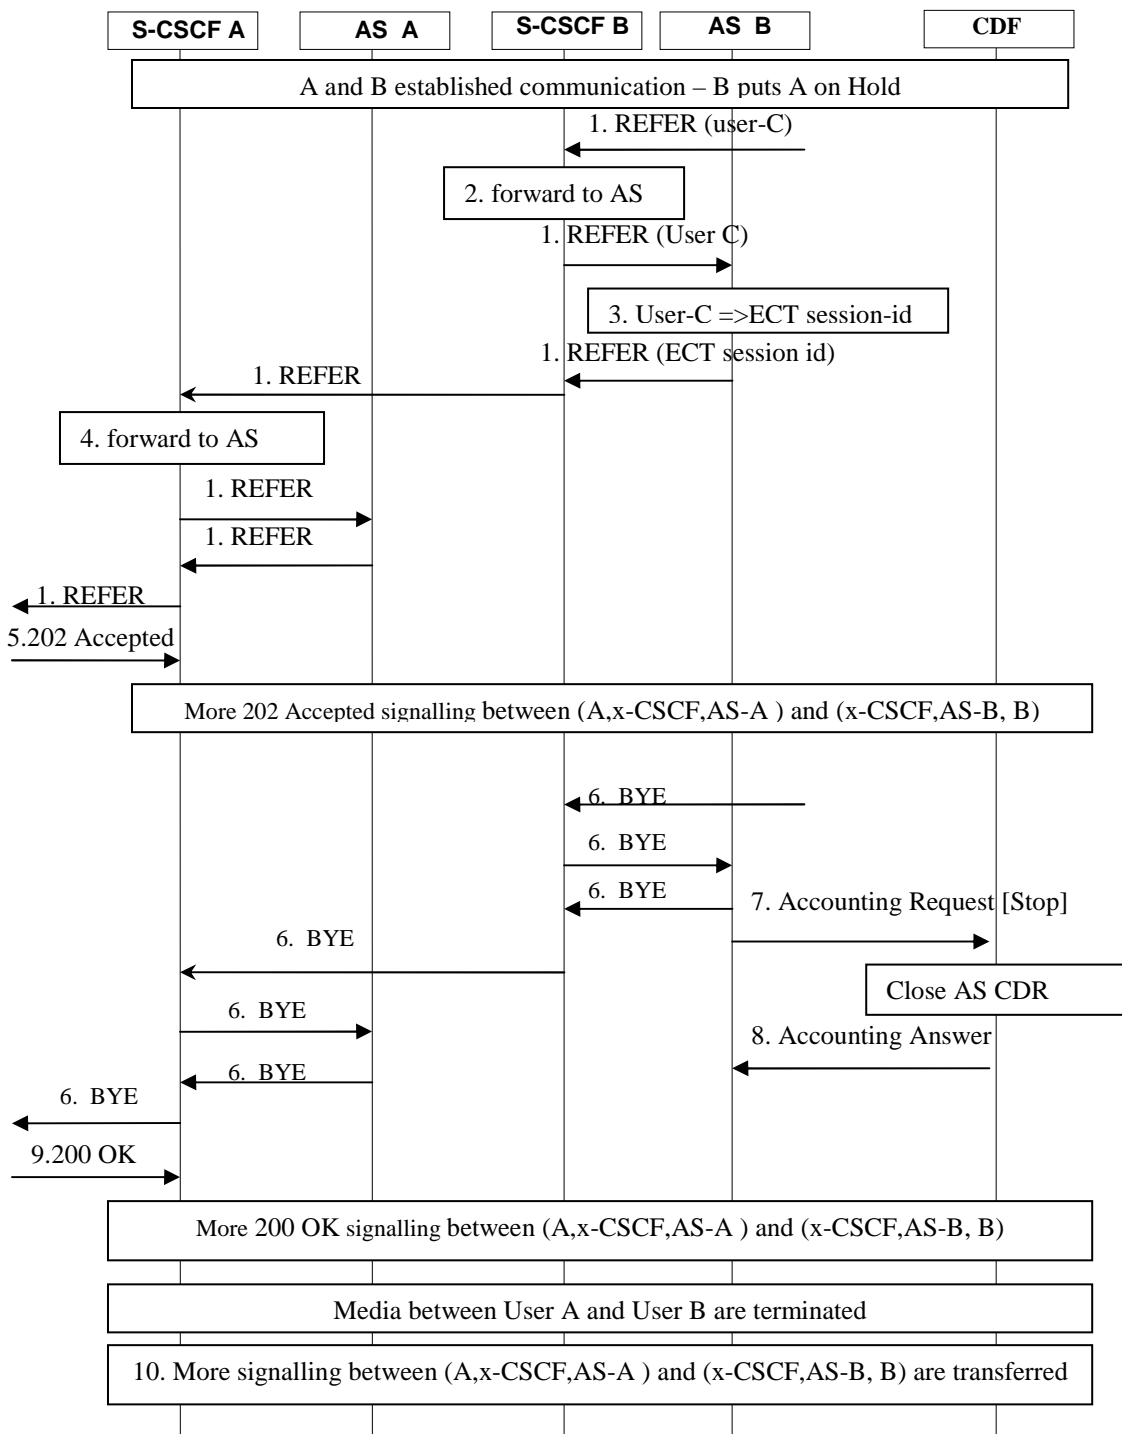 S-CSCF A
AS A
S-CSCF B
AS B
CDF
A and B established communication – B puts A on Hold
1. REFER (user-C)
2. forward to AS
1. REFER (User C)
3. User-C =>ECT session-id
1. REFER (ECT session id)
1. REFER
4. forward to AS
1. REFER
1. REFER
1. REFER
5.202 Accepted
More 202 Accepted signalling between (A,x-CSCF,AS-A ) and (x-CSCF,AS-B, B)
6. BYE
6. BYE
6. BYE
7. Accounting Request [Stop]
6. BYE
Close AS CDR
6. BYE
8. Accounting Answer
6. BYE
6. BYE
9.200 OK
More 200 OK signalling between (A,x-CSCF,AS-A ) and (x-CSCF,AS-B, B)
Media between User A and User B are terminated
10. More signalling between (A,x-CSCF,AS-A ) and (x-CSCF,AS-B, B) are transferred